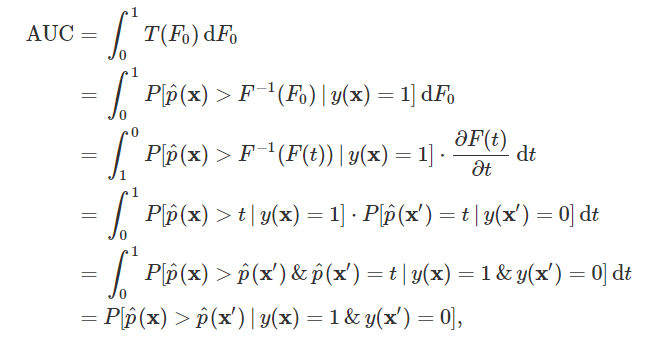 AUC = ∫₀¹ T(F₀) dF₀
= ∫₀¹ P[p̂(𝐱) > F⁻¹(F₀) | y(𝐱) = 1] dF₀
= ∫₁⁰ P[p̂(𝐱) > F⁻¹(F(t)) | y(𝐱) = 1] · ∂F(t)/∂t dt
= ∫₀¹ P[p̂(𝐱) > t | y(𝐱) = 1] · P[p̂(𝐱′) = t | y(𝐱′) = 0] dt
= ∫₀¹ P[p̂(𝐱) > p̂(𝐱′) & p̂(𝐱′) = t | y(𝐱) = 1 & y(𝐱′) = 0] dt
= P[p̂(𝐱) > p̂(𝐱′) | y(𝐱) = 1 & y(𝐱′) = 0],